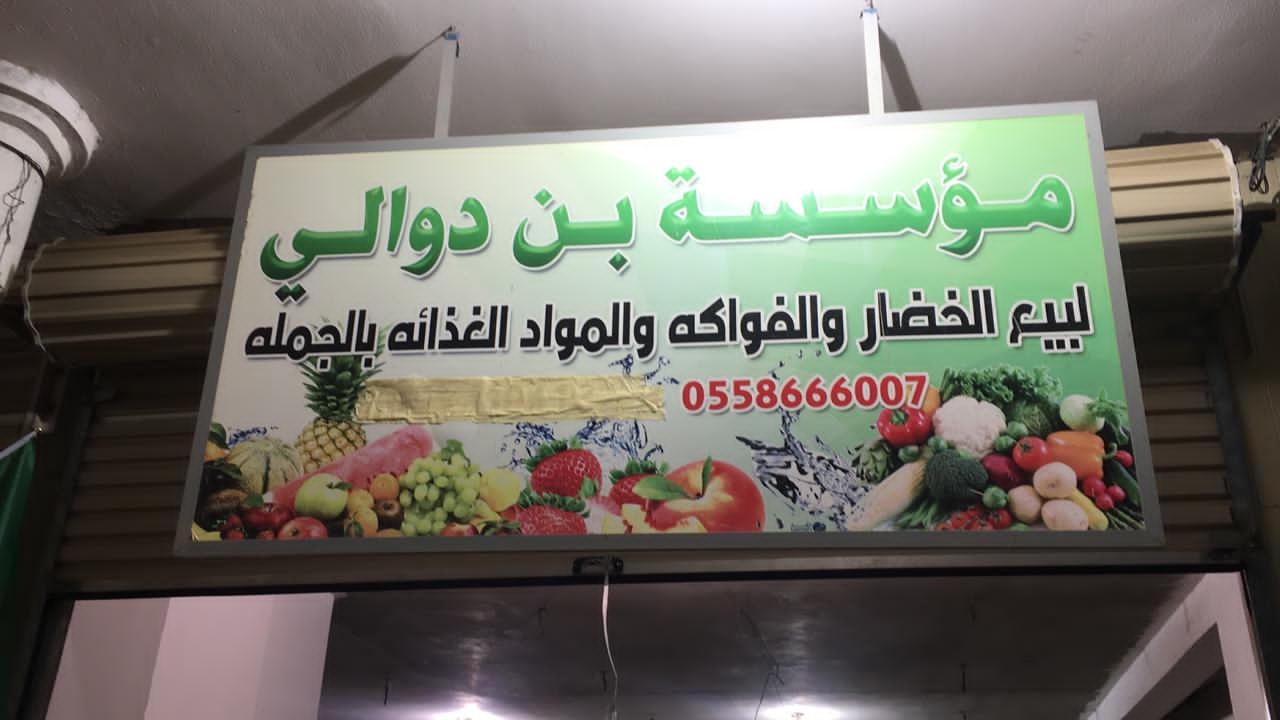 مؤسسة بن دوالي
لبيع الخضار والفواكه والمواد الغذائه بالجمله
0558666007